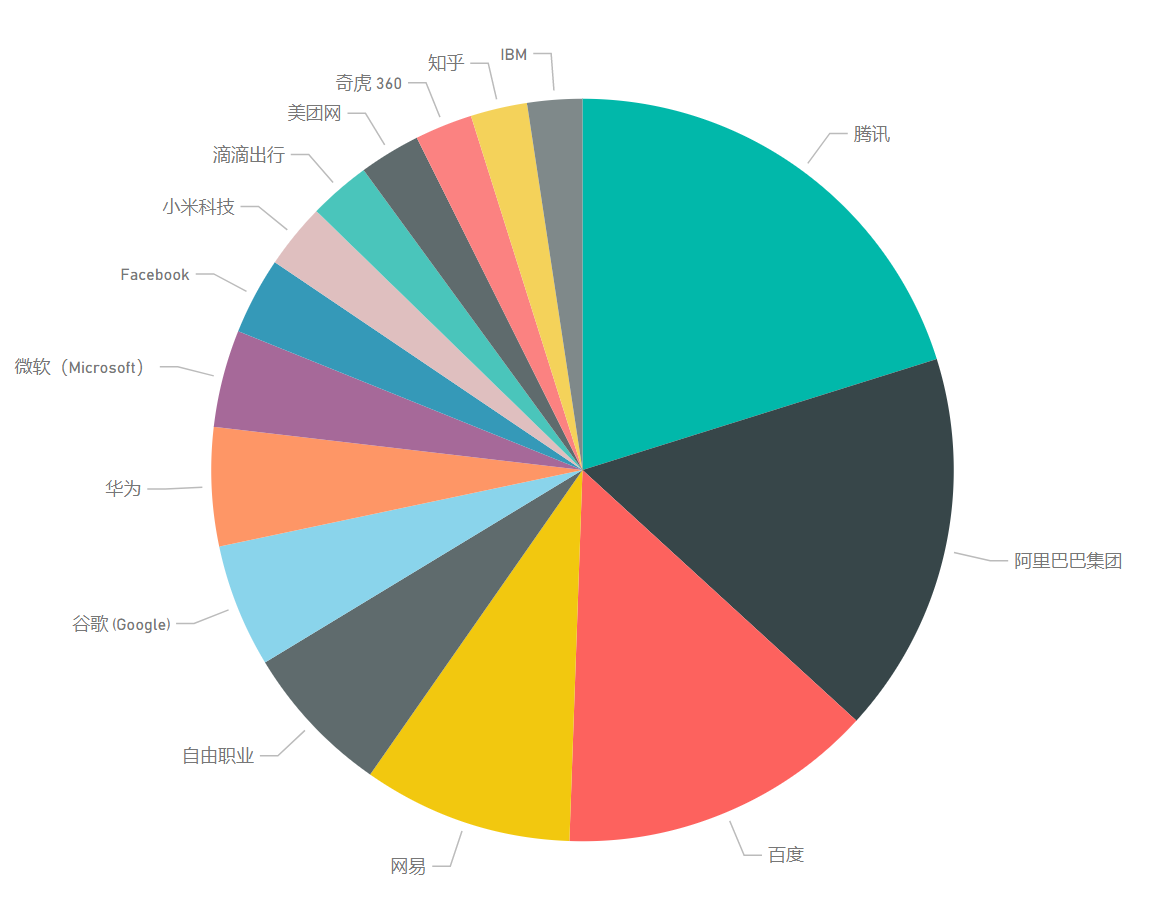 IBM
知乎
奇虎 360
美团网
滴滴出行
小米科技
Facebook
微软（Microsoft）
华为
谷歌 (Google)
自由职业
网易
百度
阿里巴巴集团
腾讯